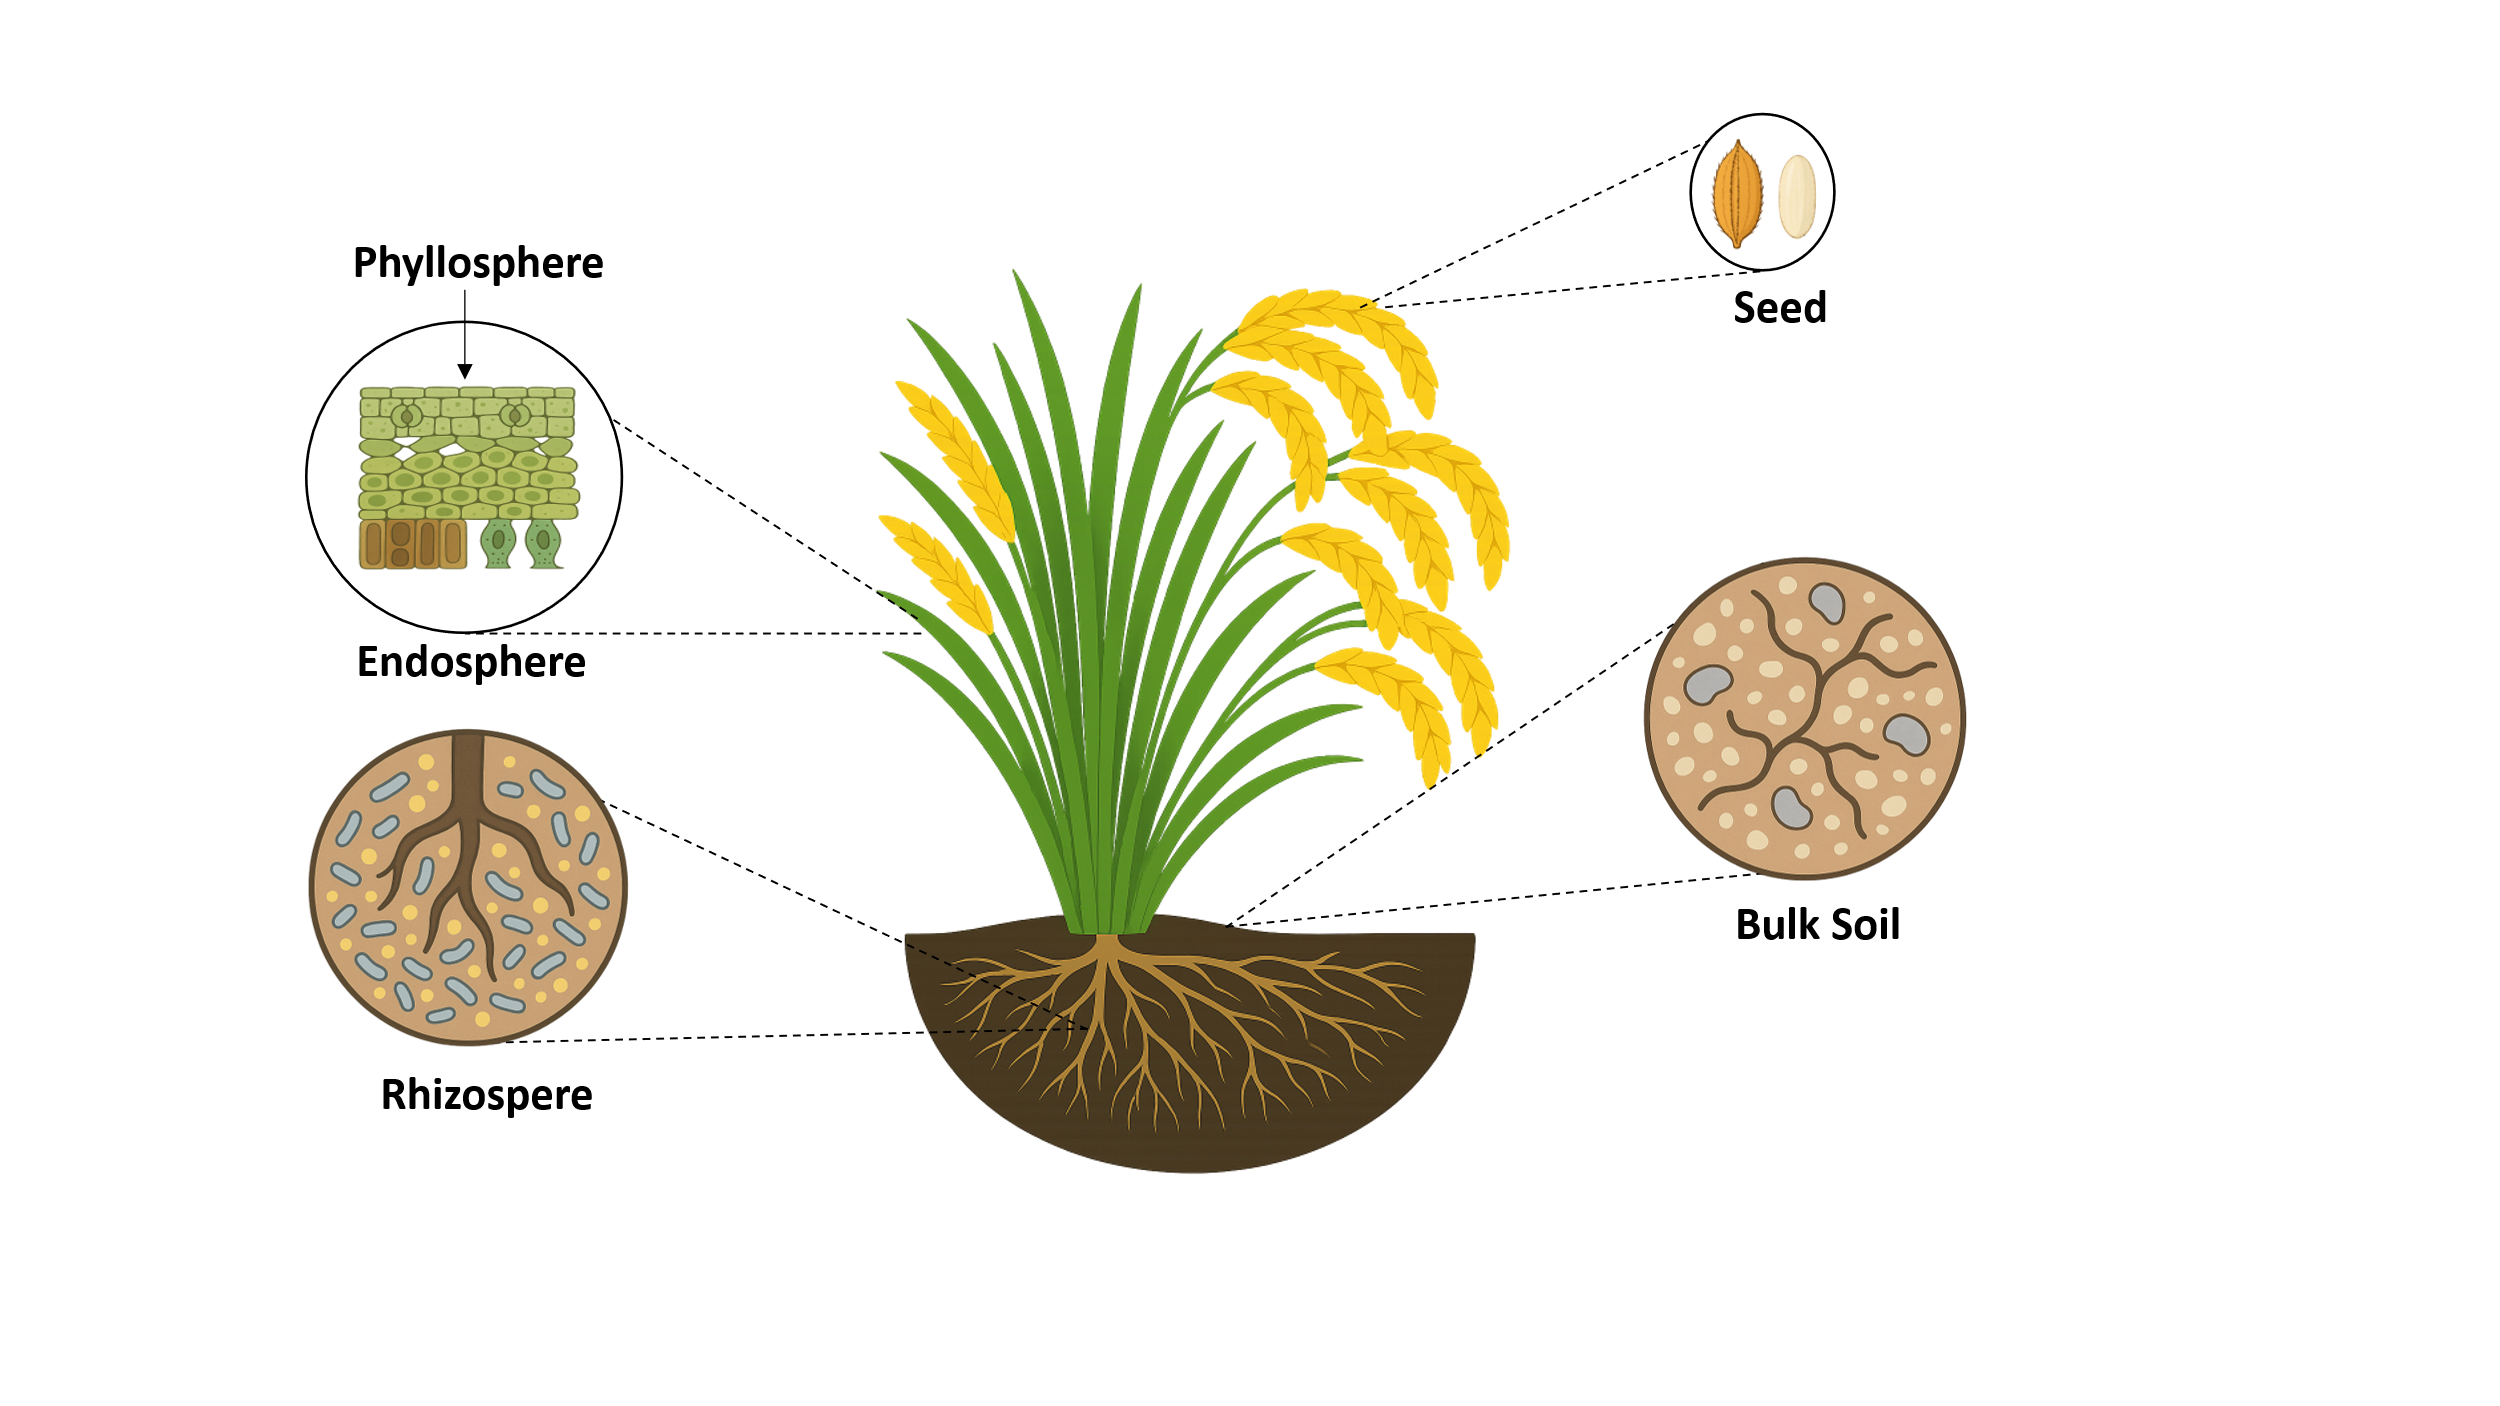 Phyllosphere
Seed
Endosphere
Bulk Soil
Rhizospere